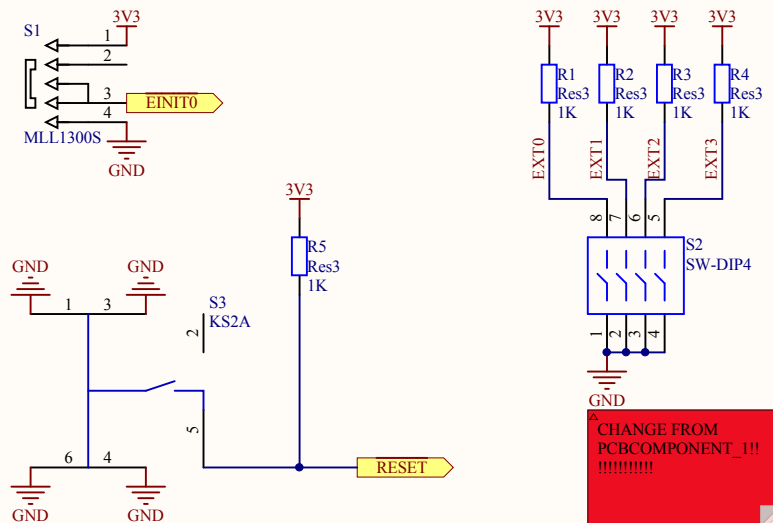 S1
3V3
1
2
3
EINIT0
4
MLL1300S
GND
3V3
3V3
3V3
3V3
R1
Res3
1K
R2
Res3
1K
R3
Res3
1K
R4
Res3
1K
EXT0
EXT1
EXT2
EXT3
8
7
6
5
S2
SW-DIP4
1
2
3
4
GND
3V3
R5
Res3
1K
GND
GND
1
3
S3
KS2A
2
5
6
4
GND
GND
RESET
CHANGE FROM
PCBCOMPONENT_1!!
!!!!!!!!!!!